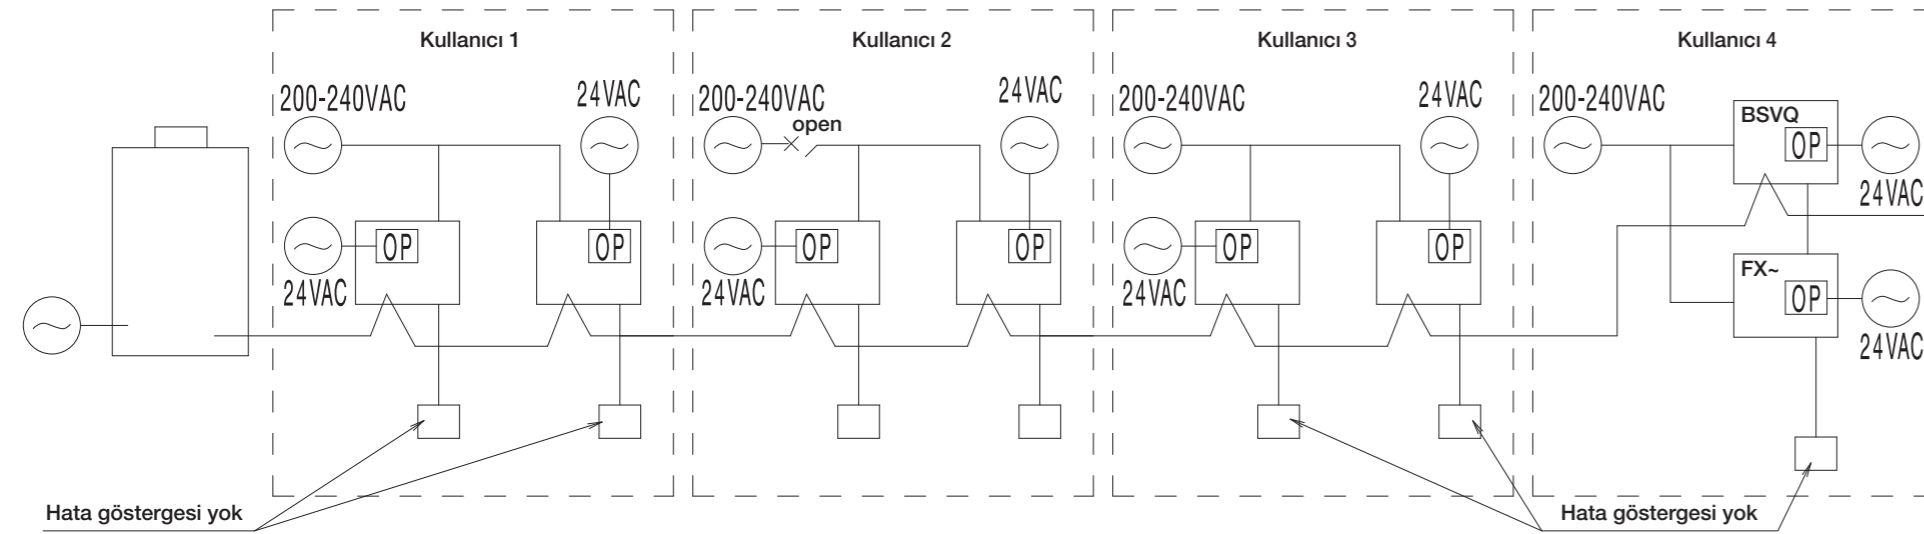 Kullanıcı 1
200-240VAC
24VAC
OP
OP
24VAC
Kullanıcı 2
200-240VAC
open
24VAC
OP
OP
24VAC
Kullanıcı 3
200-240VAC
24VAC
OP
OP
24VAC
Kullanıcı 4
200-240VAC
BSVQ
OP
24VAC
FX~
OP
24VAC
Hata göstergesi yok
Hata göstergesi yok